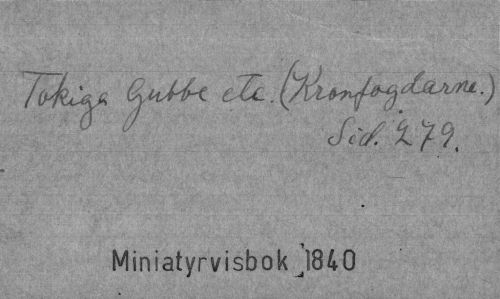 Tokiga Gubbe etc. (Kronfogdarne.)
Sid. 279.
Miniatyrvisbok 1840